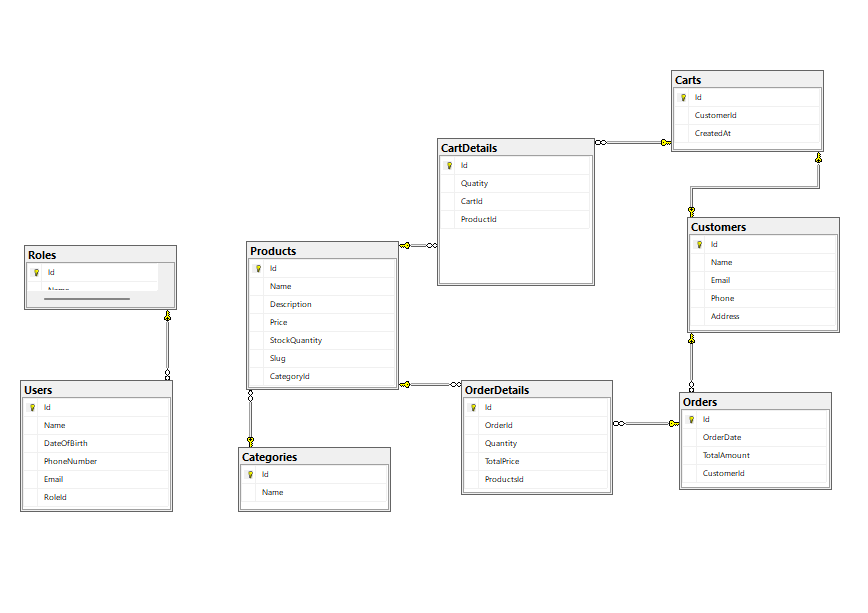 Carts
Id
CustomerId
CreatedAt
CartDetails
Id
Quatity
CartId
ProductId
Customers
Id
Name
Email
Phone
Address
Roles
Id
Name
Products
Id
Name
Description
Price
StockQuantity
Slug
CategoryId
Users
Id
Name
DateOfBirth
PhoneNumber
Email
RoleId
OrderDetails
Id
OrderId
Quantity
TotalPrice
ProductsId
Orders
Id
OrderDate
TotalAmount
CustomerId
Categories
Id
Name